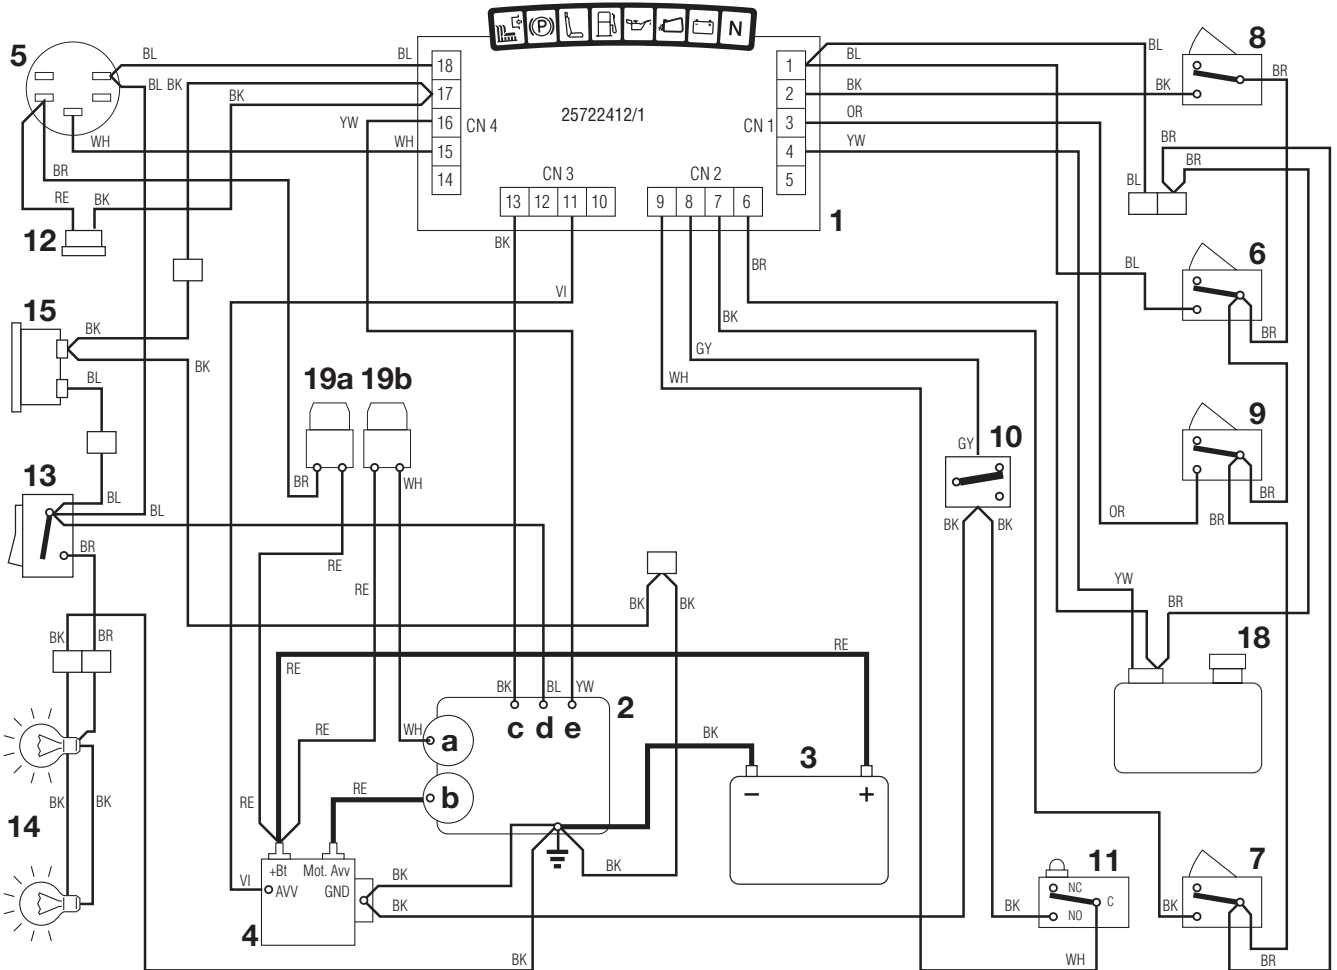 P N
5 BL BL 18 1 BL BL 8
BL BK BK 17 2 BK BK BR
YW 16 CN 4 25722412/1 CN 1 3 OR
WH WH 15 4 YW BR
BR 14 CN 3 CN 2 5 BR
RE BK 13 12 11 10 9 8 7 6 BL
12 1
BK BR 6
BL
15 VI
BK BK BR
BK GY
BL 19a 19b WH
9
10
GY
13 BR WH
BL BL BR
OR BR
BK BK
BR RE
RE YW
BK BK BR
BK BR 18
RE RE
BK BL YW 2
c d e
RE WH a BK 3
RE b − +
BK BK RE
14
+Bt Mot. Avv BK 11 7
VI AVV GND BK NC
C
BK BK NO BK
4
BK WH BR